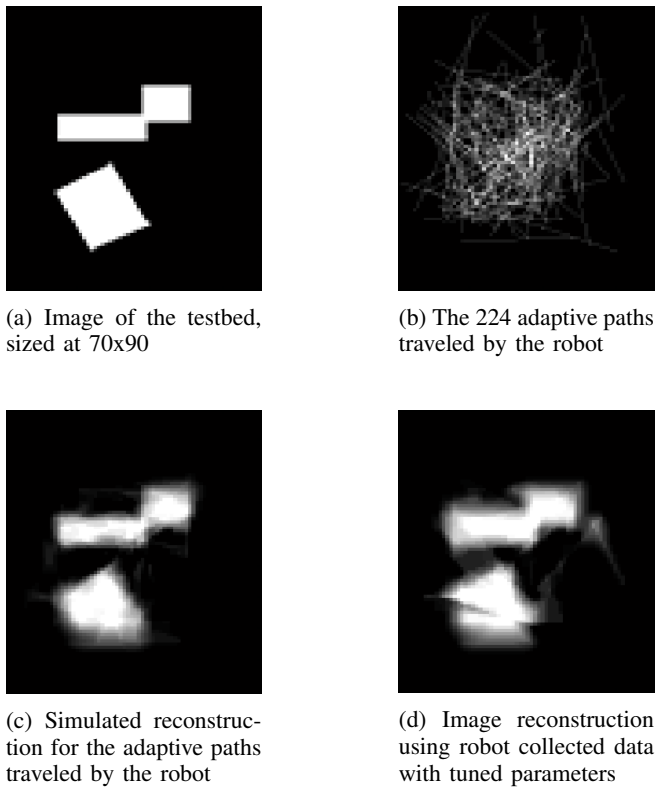 (a) Image of the testbed,
sized at 70x90
(b) The 224 adaptive paths
traveled by the robot
(c) Simulated reconstruc-
tion for the adaptive paths
traveled by the robot
(d) Image reconstruction
using robot collected data
with tuned parameters